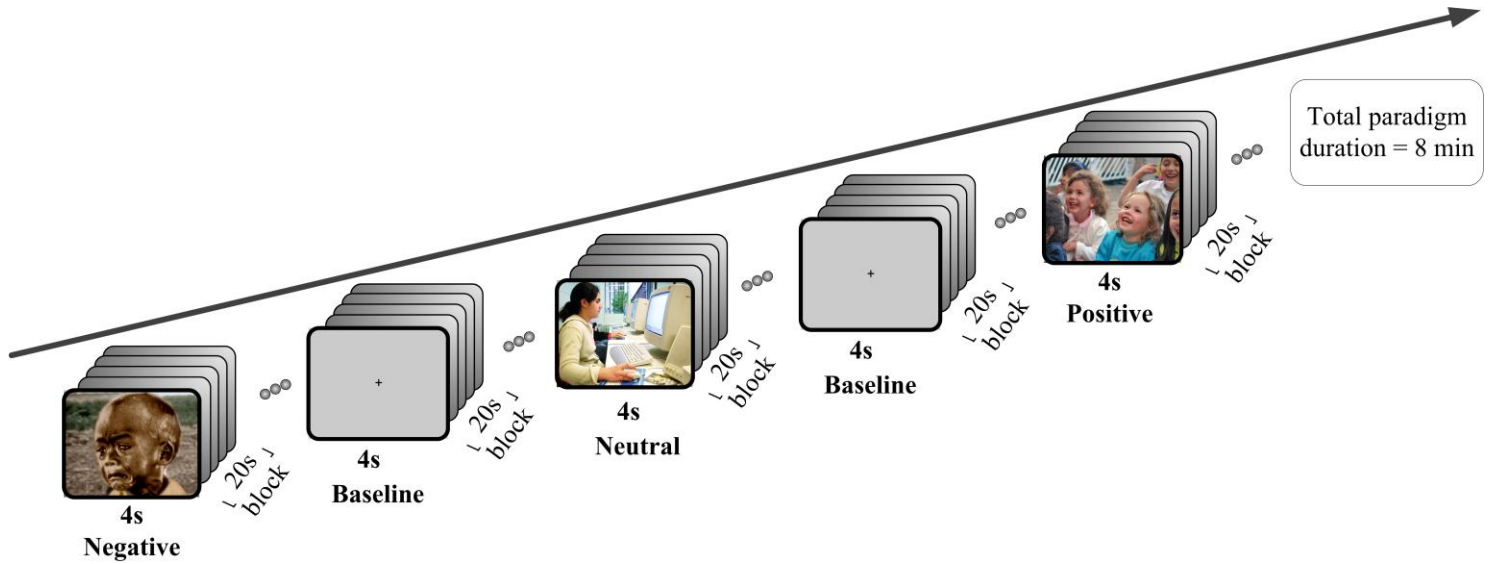 Total paradigm
duration = 8 min
4s
Negative
20s
block
4s
Baseline
20s
block
4s
Neutral
20s
block
4s
Baseline
20s
block
4s
Positive
20s
block